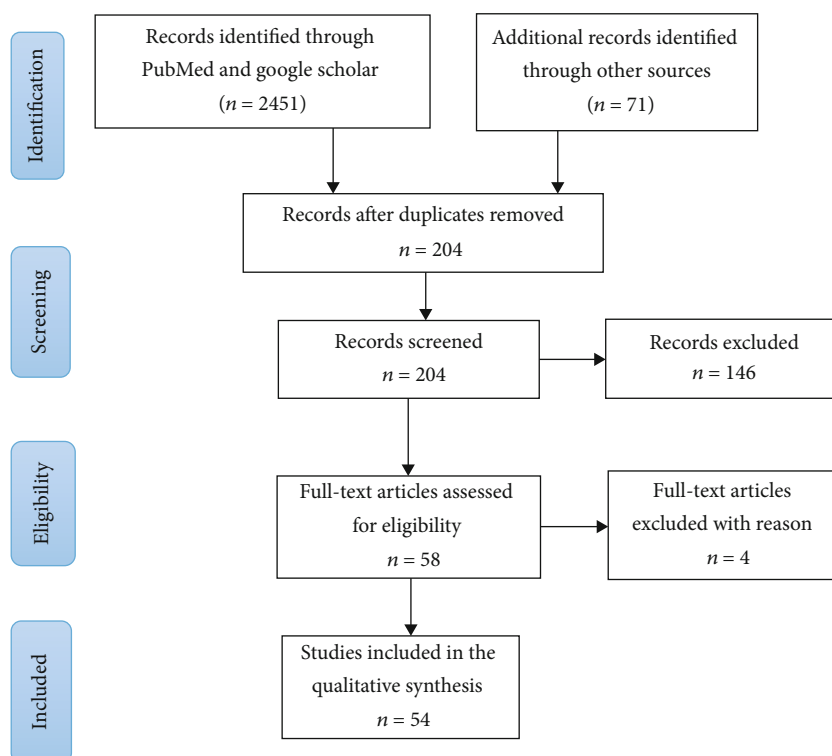 Identification
Records identified through
PubMed and google scholar
(n = 2451)
Additional records identified
through other sources
(n = 71)
Records after duplicates removed
n = 204
Screening
Records screened
n = 204
Records excluded
n = 146
Eligibility
Full-text articles assessed
for eligibility
n = 58
Full-text articles
excluded with reason
n = 4
Included
Studies included in the
qualitative synthesis
n = 54